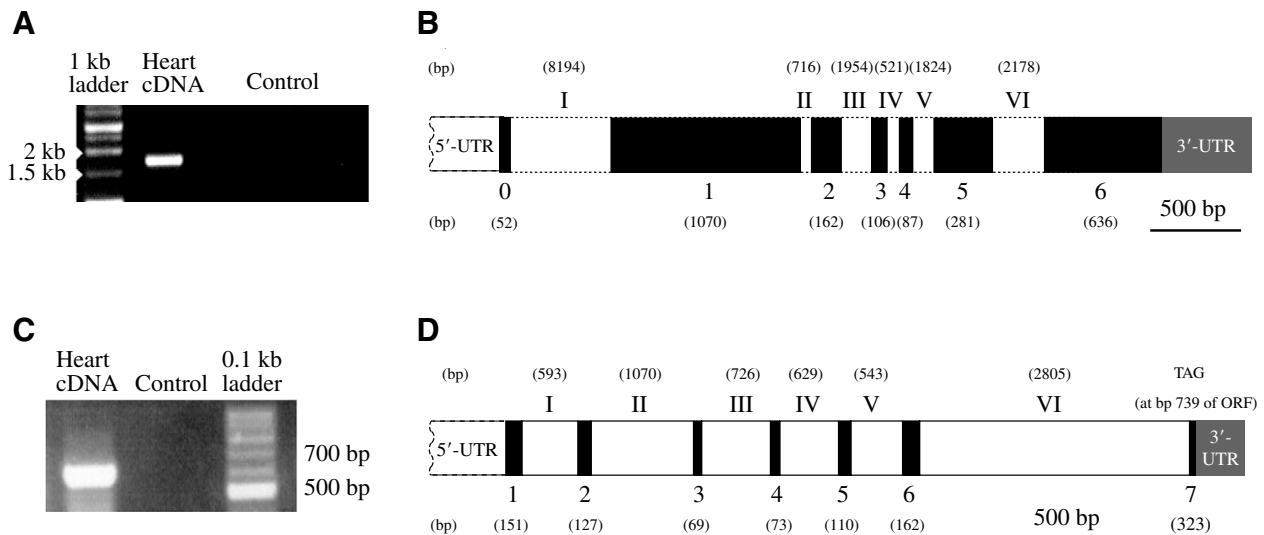 A
1 kb ladder
Heart cDNA
Control
2 kb
1.5 kb
B
(bp) (8194) (716) (1954) (521) (1824) (2178)
I II III IV V VI
5′-UTR 3′-UTR
0 1 2 3 4 5 6
500 bp
(bp) (52) (1070) (162) (106) (87) (281) (636)
C
Heart cDNA
Control
0.1 kb ladder
700 bp
500 bp
D
(bp) (593) (1070) (726) (629) (543) (2805) TAG
I II III IV V VI (at bp 739 of ORF)
5′-UTR 3′-UTR
1 2 3 4 5 6 7
500 bp
(bp) (151) (127) (69) (73) (110) (162) (323)